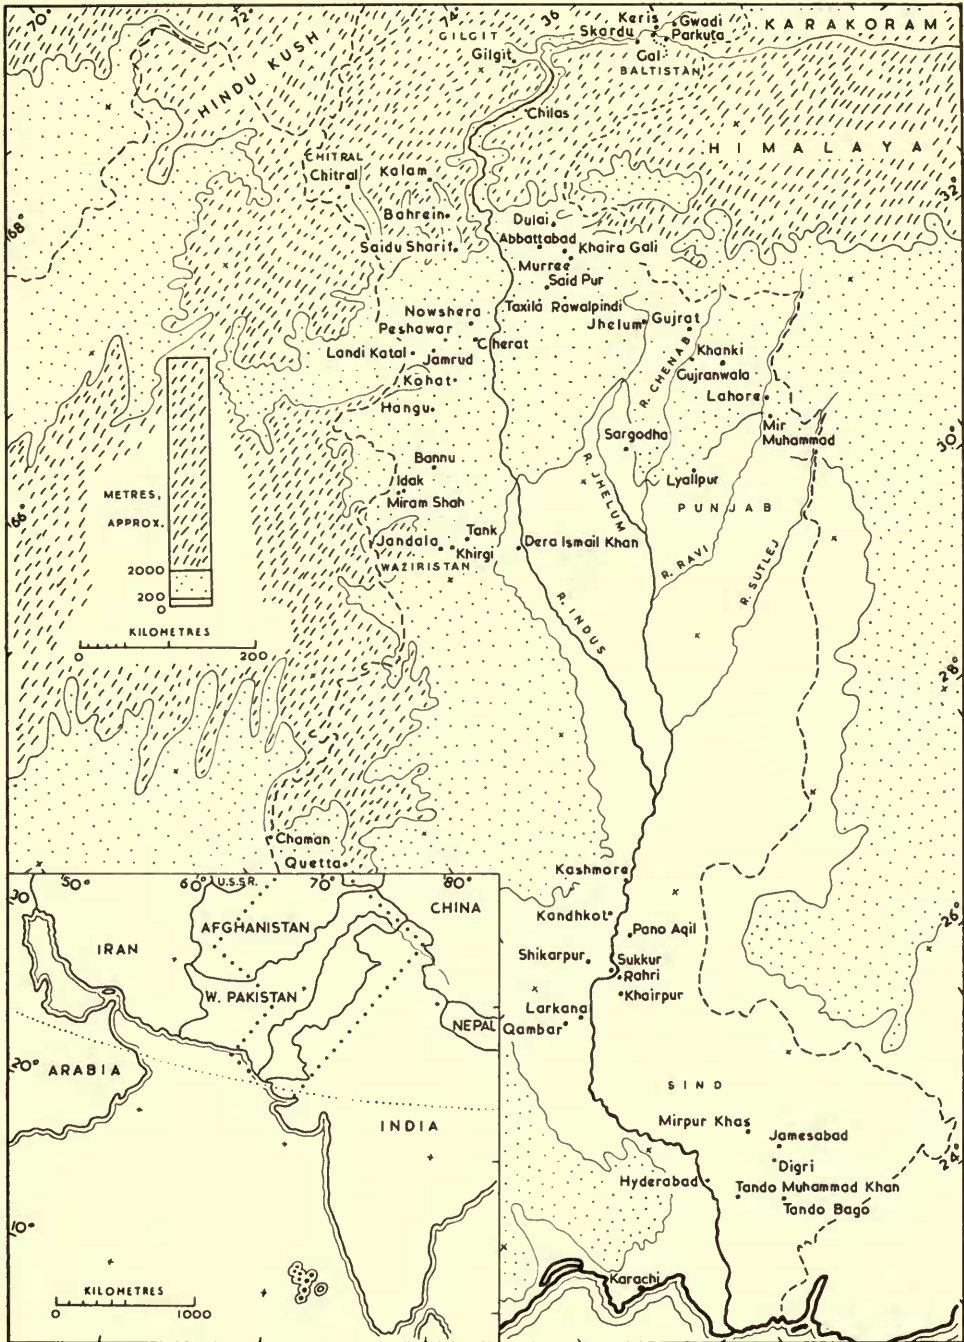 70°
72°
74°
36
KARAKORAM
Keris
Gwadi
Skardu
Parkuta
GILGIT
Gilgit
Gal
BALTISTAN
HINDU KUSH
Chilas
HIMALAYA
CHITRAL
Chitral
Kalam
32°
68°
Bahrein
Dulai
Abbattabad
Saidu Sharif
Khaira Gali
Murree
Said Pur
Nowshera
Taxila
Rawalpindi
Peshawar
Jhelum
Gujrat
Cherat
Landi Katal
Jamrud
Khanki
Kohat
R. CHENAB
Gujranwala
Hangu
Lahore
Mir
Muhammad
30°
Sargodha
Bannu
Idak
Lyallpur
METRES,
Miram Shah
R. JHELUM
PUNJAB
66°
APPROX.
Tank
Jandala
Khirgi
Dera Ismail Khan
WAZIRISTAN
2000
R. RAVI
R. SUTLEJ
200
0
R. INDUS
KILOMETRES
0
200
28°
Chaman
Quetta
Kashmore
30
50°
60°
U.S.S.R.
70°
80°
CHINA
AFGHANISTAN
Kandhkot
26°
IRAN
Pano Aqil
Shikarpur
Sukkur
Rahri
W. PAKISTAN
Khairpur
Larkana
NEPAL
Qambar
20°
ARABIA
SIND
INDIA
Mirpur Khas
Jamesabad
24°
Digri
Hyderabad
Tando Muhammad Khan
Tando Bago
10°
Karachi
KILOMETRES
0
1000